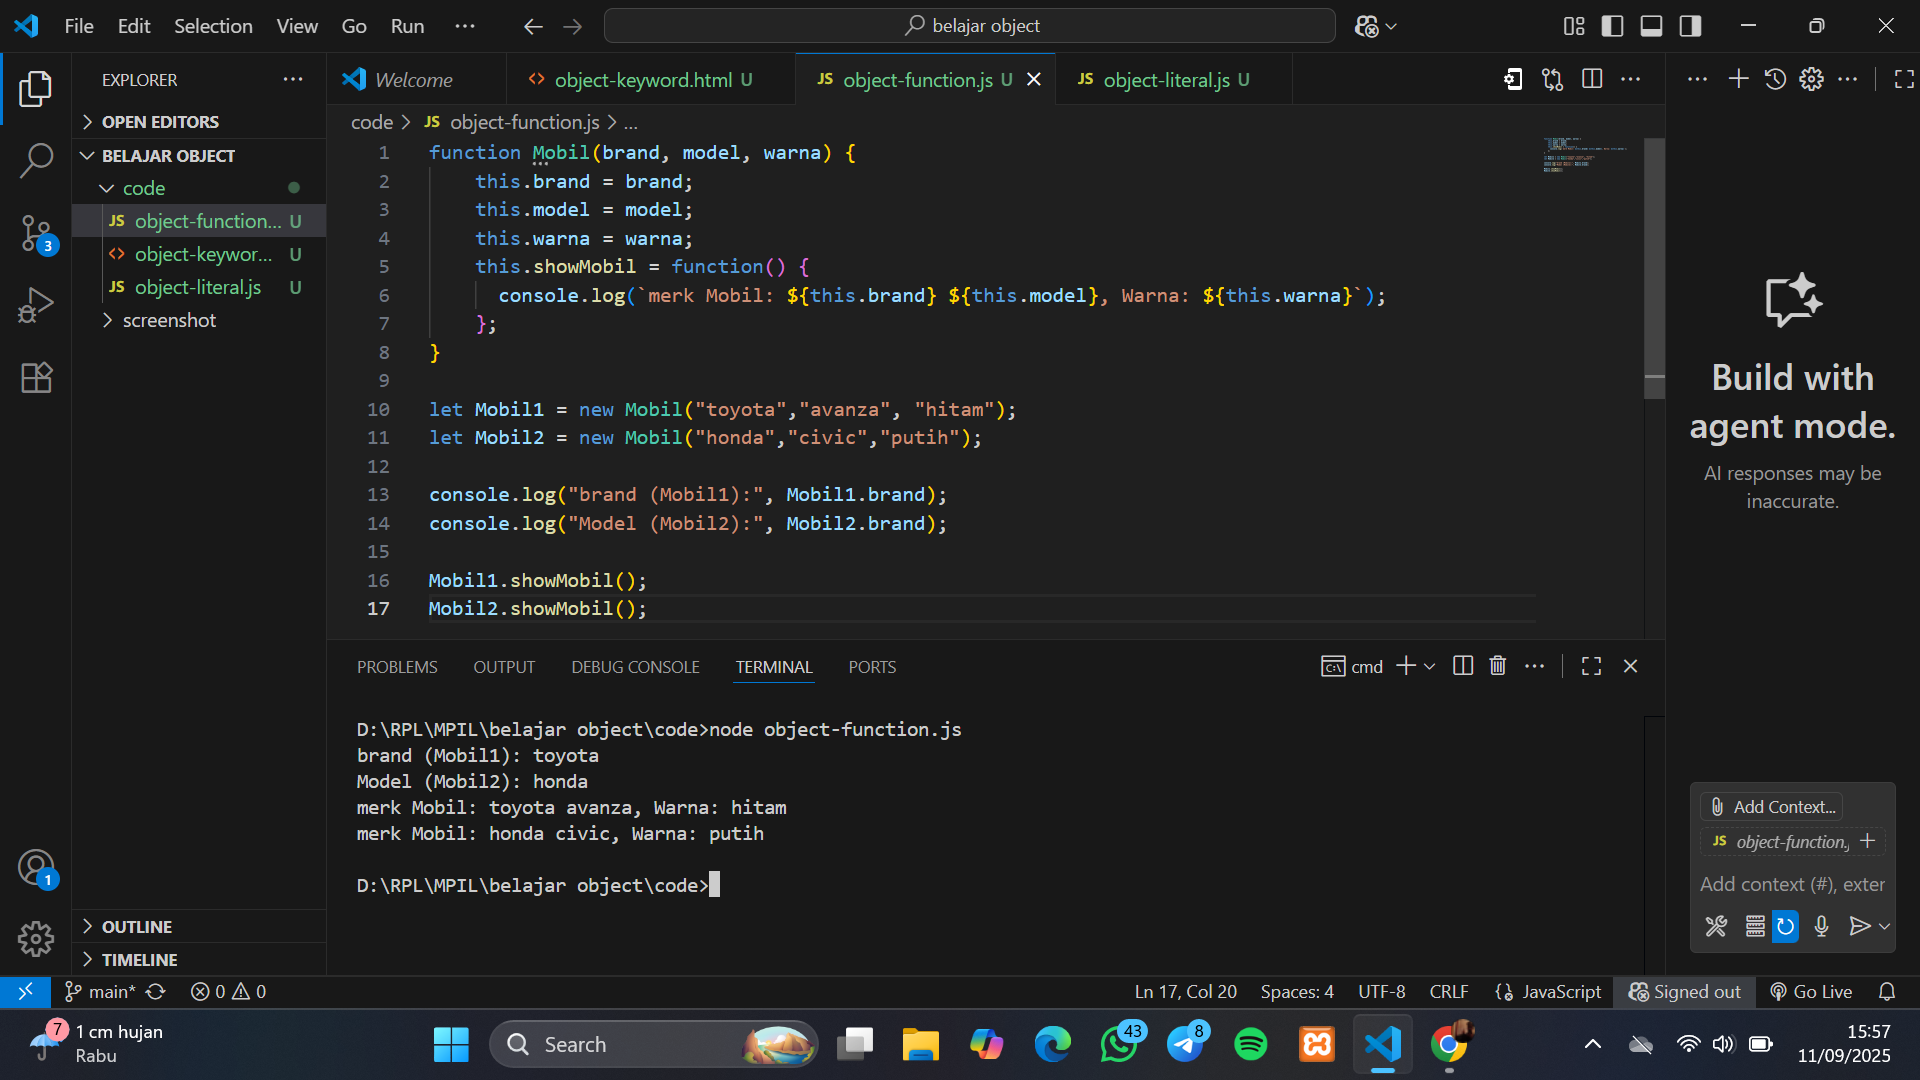 File Edit Selection View Go Run
belajar object
EXPLORER
OPEN EDITORS
BELAJAR OBJECT
code
JS object-function... U
object-keywor... U
JS object-literal.js U
screenshot
OUTLINE
TIMELINE
3
1
Welcome
object-keyword.html U
JS object-function.js U
JS object-literal.js U
code > JS object-function.js > ...
1 function Mobil(brand, model, warna) {
2 this.brand = brand;
3 this.model = model;
4 this.warna = warna;
5 this.showMobil = function() {
6 console.log(`merk Mobil: ${this.brand} ${this.model}, Warna: ${this.warna}`);
7 };
8 }
9
10 let Mobil1 = new Mobil("toyota","avanza", "hitam");
11 let Mobil2 = new Mobil("honda","civic","putih");
12
13 console.log("brand (Mobil1):", Mobil1.brand);
14 console.log("Model (Mobil2):", Mobil2.brand);
15
16 Mobil1.showMobil();
17 Mobil2.showMobil();
PROBLEMS OUTPUT DEBUG CONSOLE TERMINAL PORTS
cmd
D:\RPL\MPIL\belajar object\code>node object-function.js
brand (Mobil1): toyota
Model (Mobil2): honda
merk Mobil: toyota avanza, Warna: hitam
merk Mobil: honda civic, Warna: putih
D:\RPL\MPIL\belajar object\code>
Build with
agent mode.
AI responses may be
inaccurate.
Add Context...
JS object-function.j
Add context (#), exter
main* 0 0
Ln 17, Col 20 Spaces: 4 UTF-8 CRLF {} JavaScript Signed out Go Live
7
1 cm hujan
Rabu
Search
43
8
15:57
11/09/2025